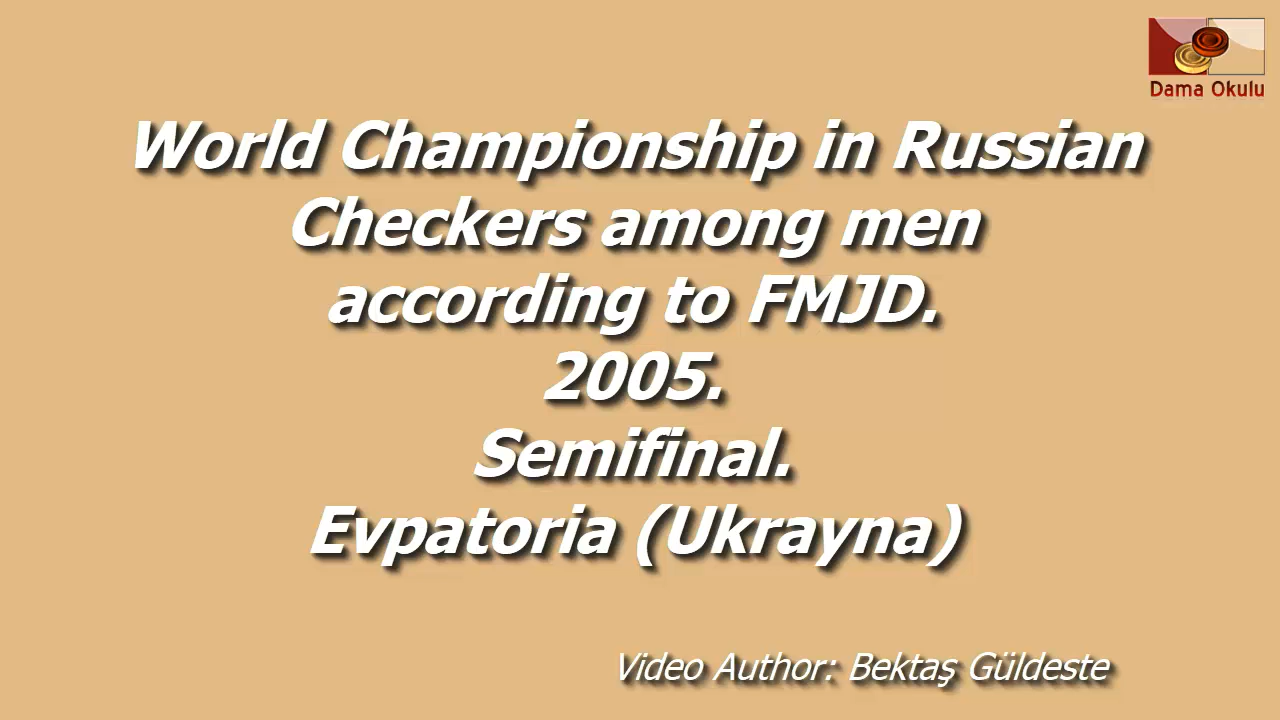 Dama Okulu
World Championship in Russian
Checkers among men
according to FMJD.
2005.
Semifinal.
Evpatoria (Ukrayna)
Video Author: Bektaş Güldeste